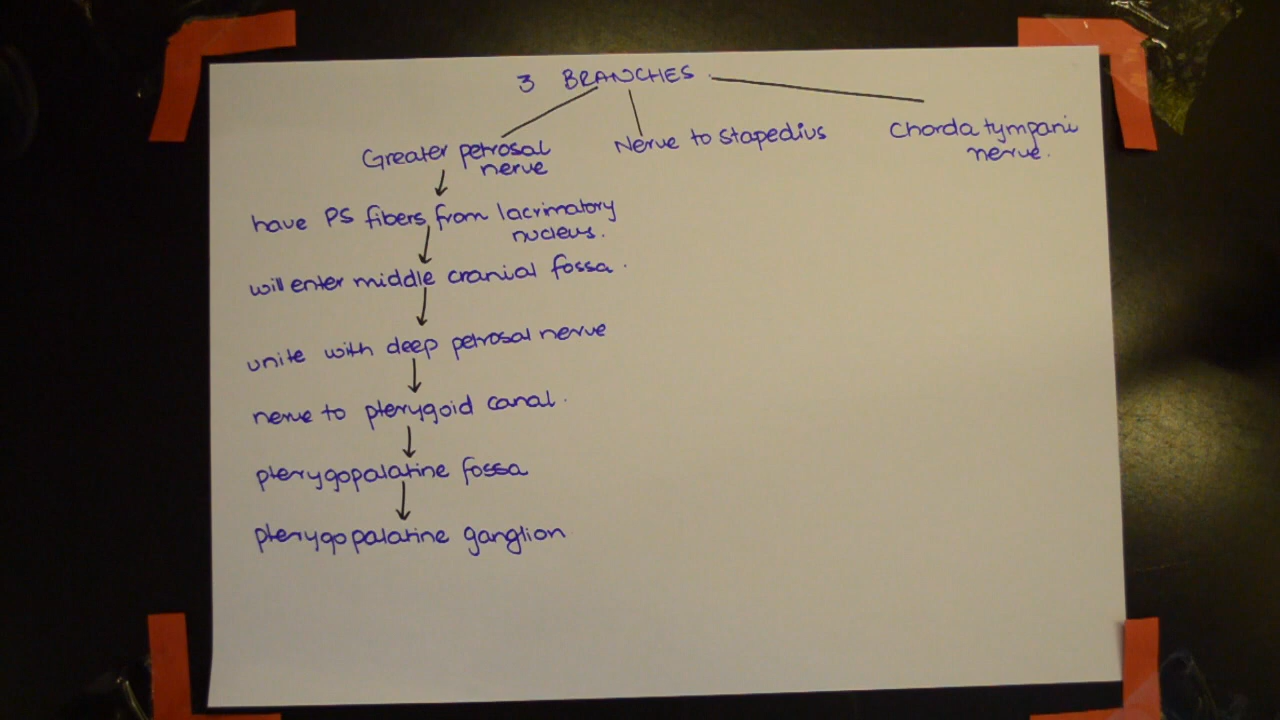 3 BRANCHES
Greater petrosal
nerve
Nerve to stapedius
Chorda tympani
nerve.
have PS fibers from lacrimatory
nucleus.
will enter middle cranial fossa.
unite with deep petrosal nerve
nerve to pterygoid canal.
pterygopalatine fossa
pterygopalatine ganglion